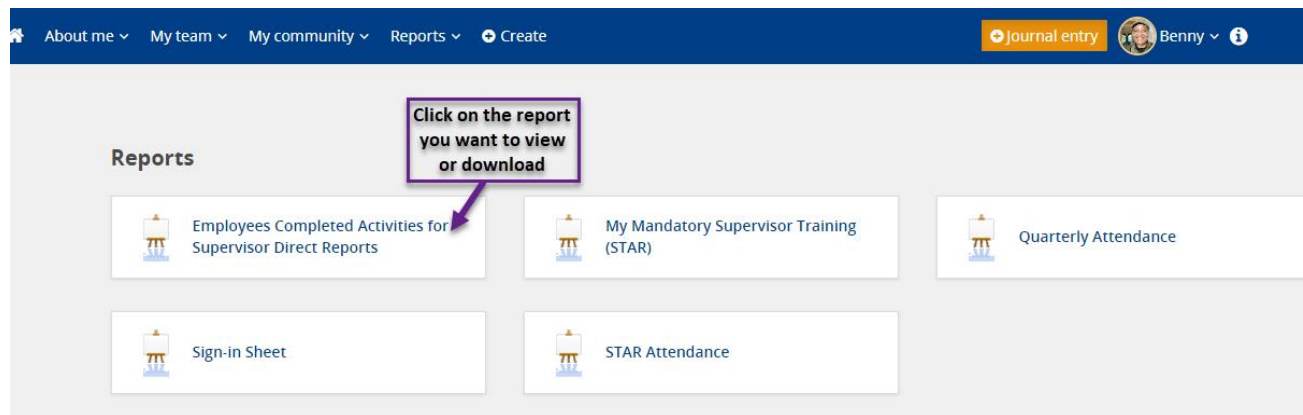 About me My team My community Reports Create Journal entry Benny
Click on the report
you want to view
or download
Reports
Employees Completed Activities for
Supervisor Direct Reports
My Mandatory Supervisor Training
(STAR)
Quarterly Attendance
Sign-in Sheet
STAR Attendance